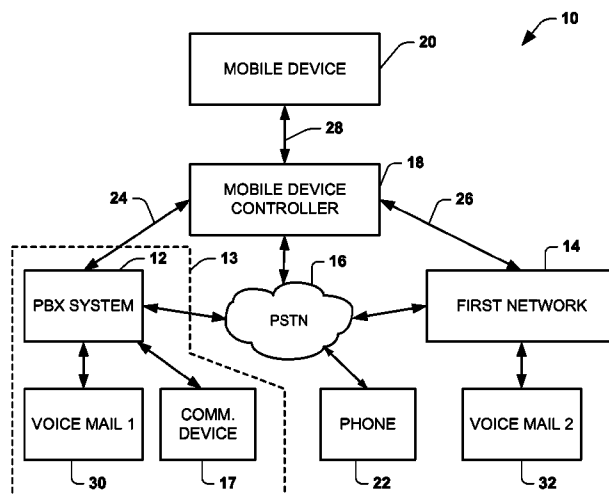 10
20
MOBILE DEVICE
28
18
MOBILE DEVICE
CONTROLLER
24
26
12
13
16
14
PBX SYSTEM
PSTN
FIRST NETWORK
VOICE MAIL 1
COMM.
DEVICE
PHONE
VOICE MAIL 2
30
17
22
32